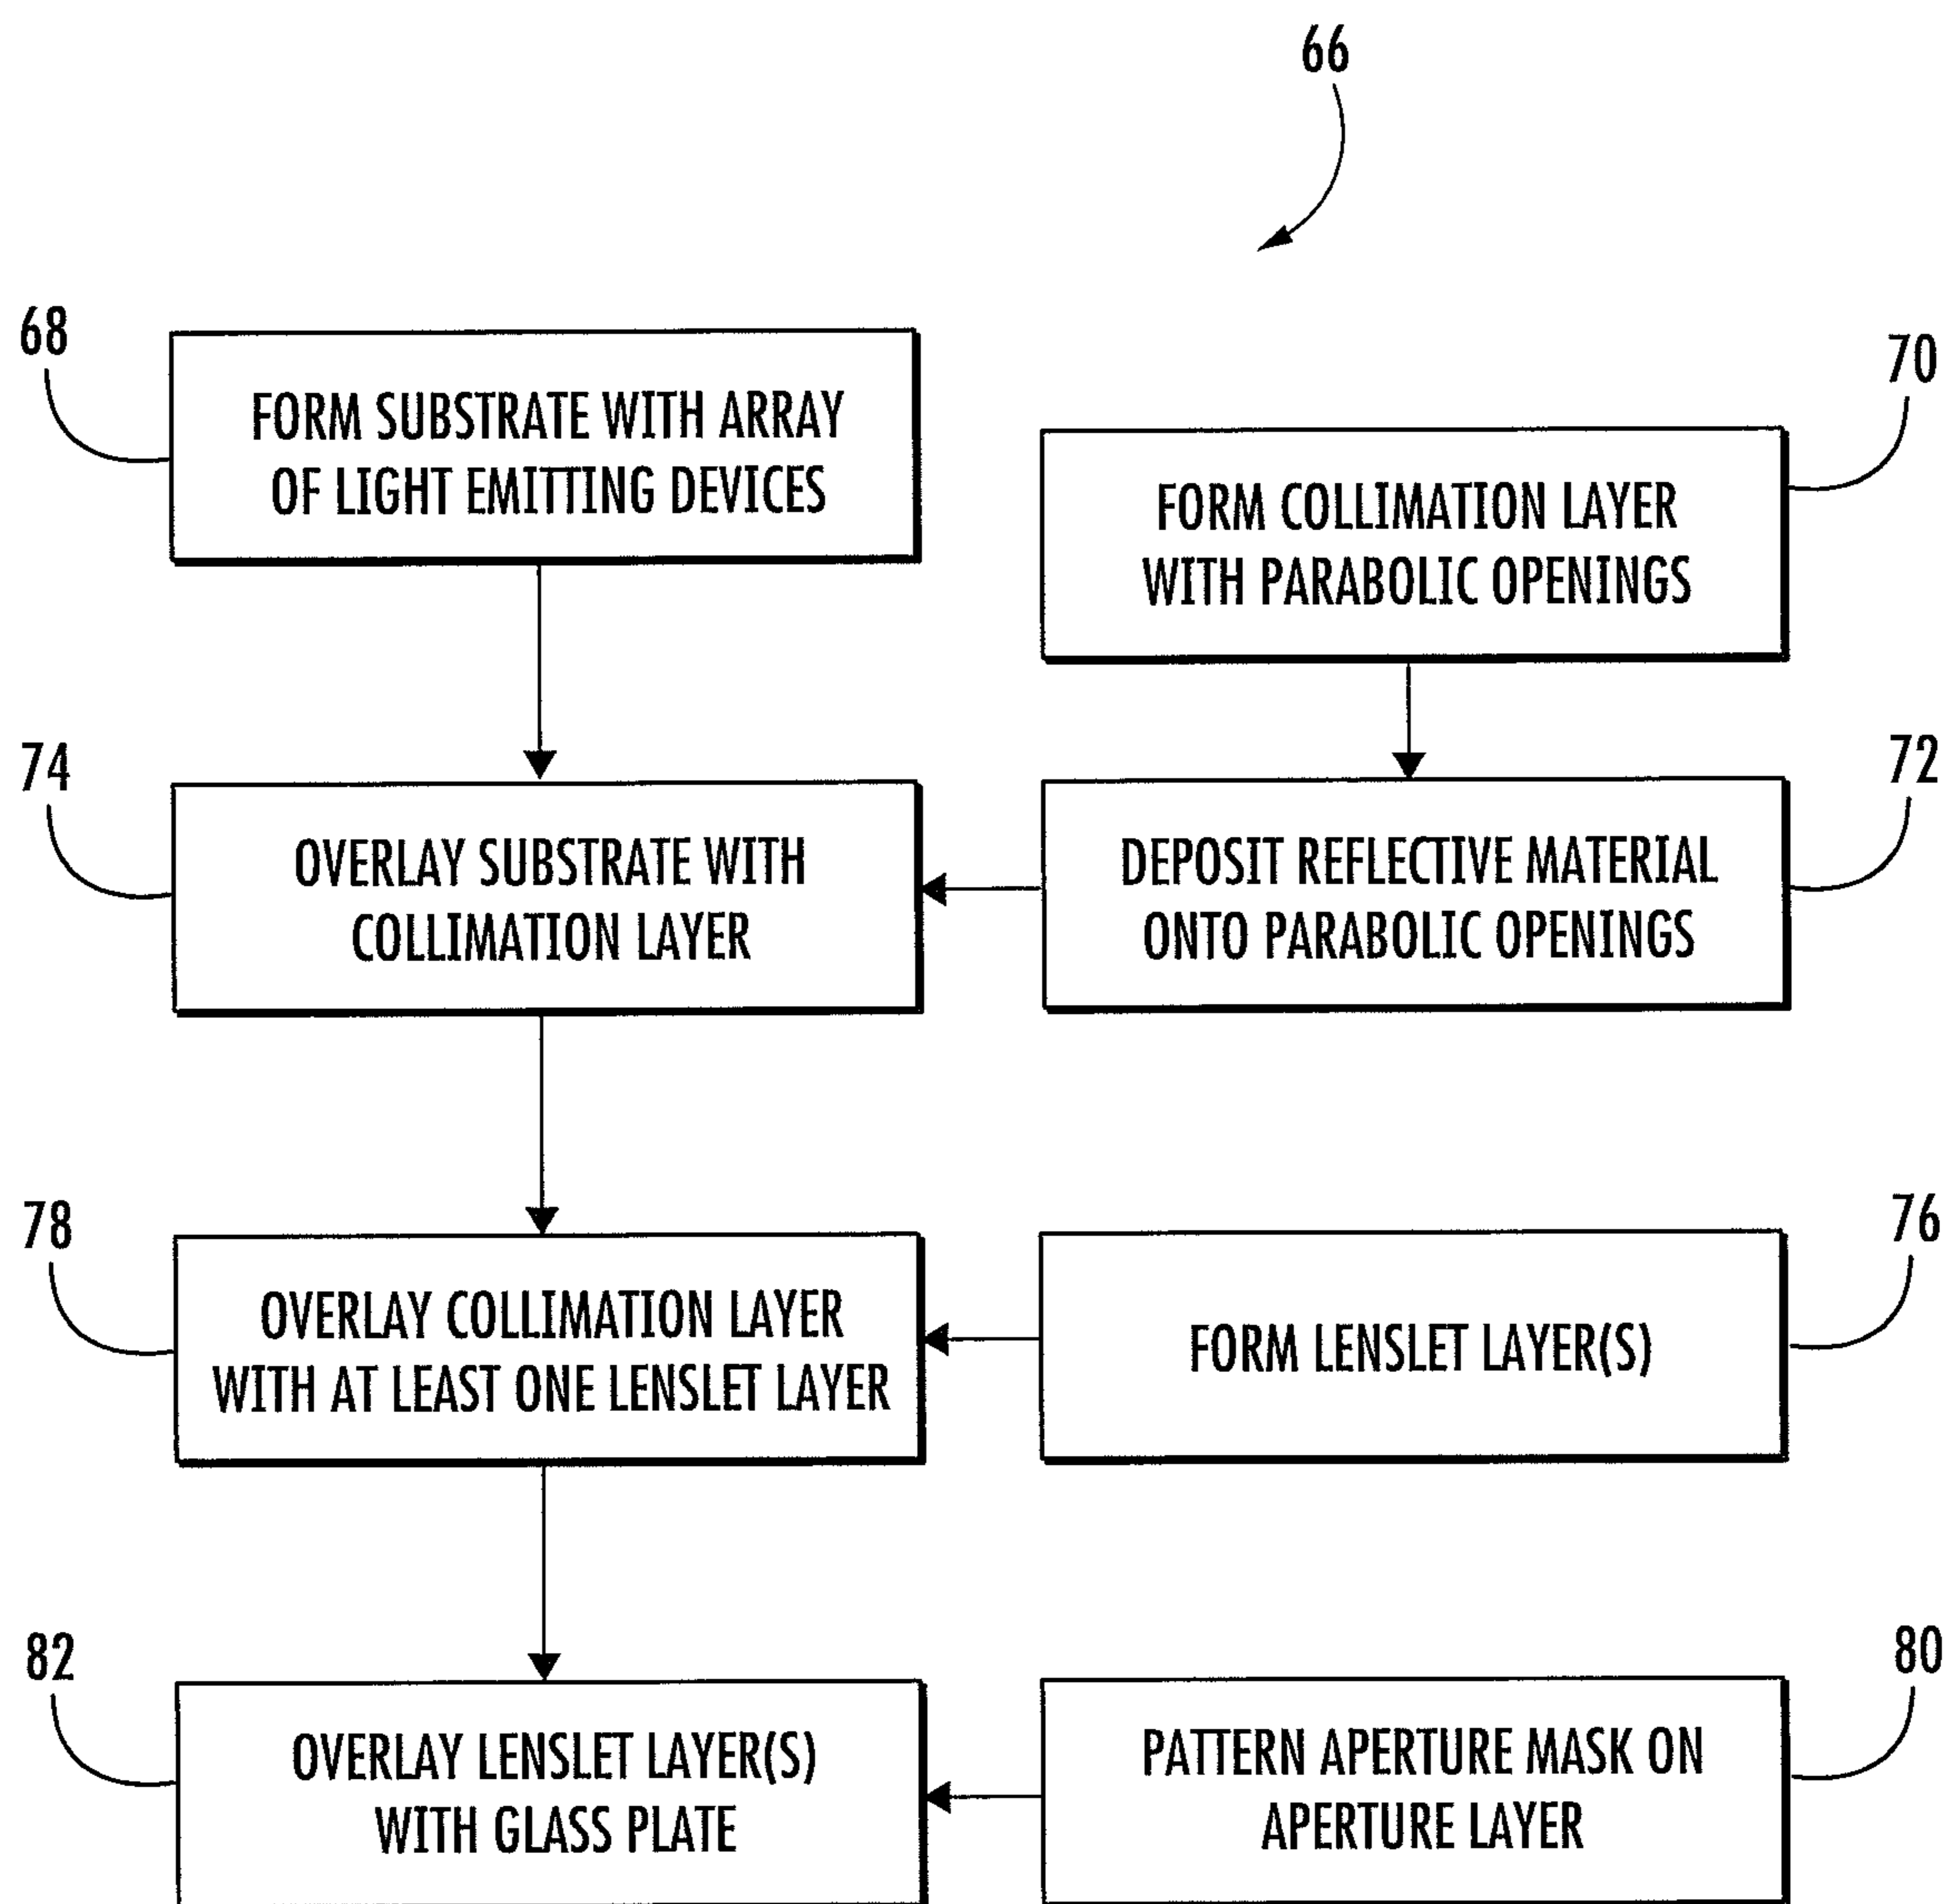 66
68
FORM SUBSTRATE WITH ARRAY
OF LIGHT EMITTING DEVICES
70
FORM COLLIMATION LAYER
WITH PARABOLIC OPENINGS
74
OVERLAY SUBSTRATE WITH
COLLIMATION LAYER
72
DEPOSIT REFLECTIVE MATERIAL
ONTO PARABOLIC OPENINGS
78
OVERLAY COLLIMATION LAYER
WITH AT LEAST ONE LENSLET LAYER
76
FORM LENSLET LAYER(S)
82
OVERLAY LENSLET LAYER(S)
WITH GLASS PLATE
80
PATTERN APERTURE MASK ON
APERTURE LAYER